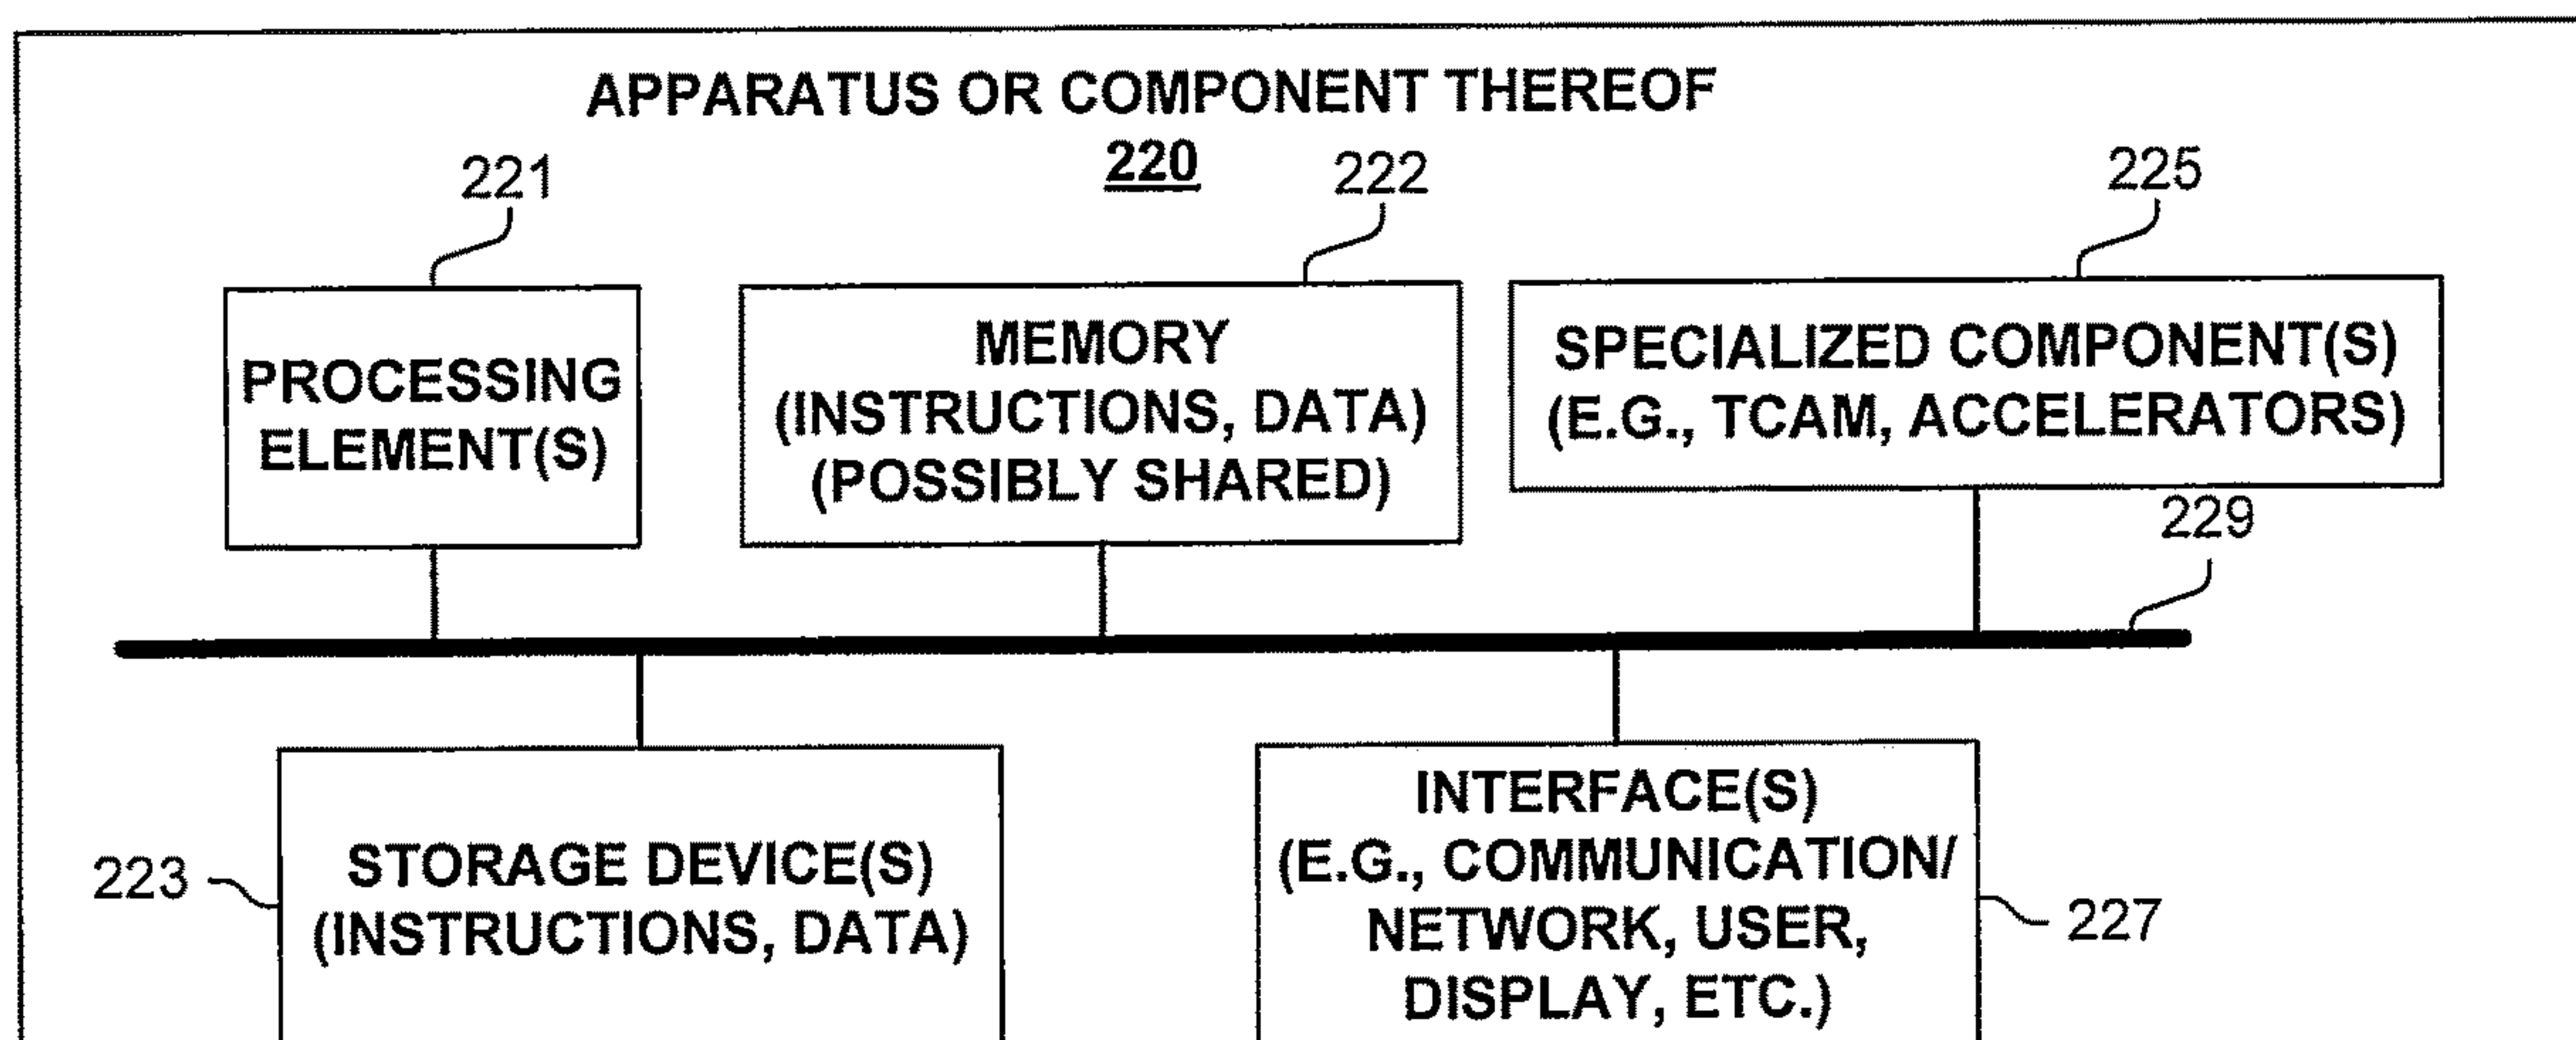 APPARATUS OR COMPONENT THEREOF
220
221
222
225
PROCESSING
ELEMENT(S)
MEMORY
(INSTRUCTIONS, DATA)
(POSSIBLY SHARED)
SPECIALIZED COMPONENT(S)
(E.G., TCAM, ACCELERATORS)
229
223
STORAGE DEVICE(S)
(INSTRUCTIONS, DATA)
INTERFACE(S)
(E.G., COMMUNICATION/
NETWORK, USER,
DISPLAY, ETC.)
227